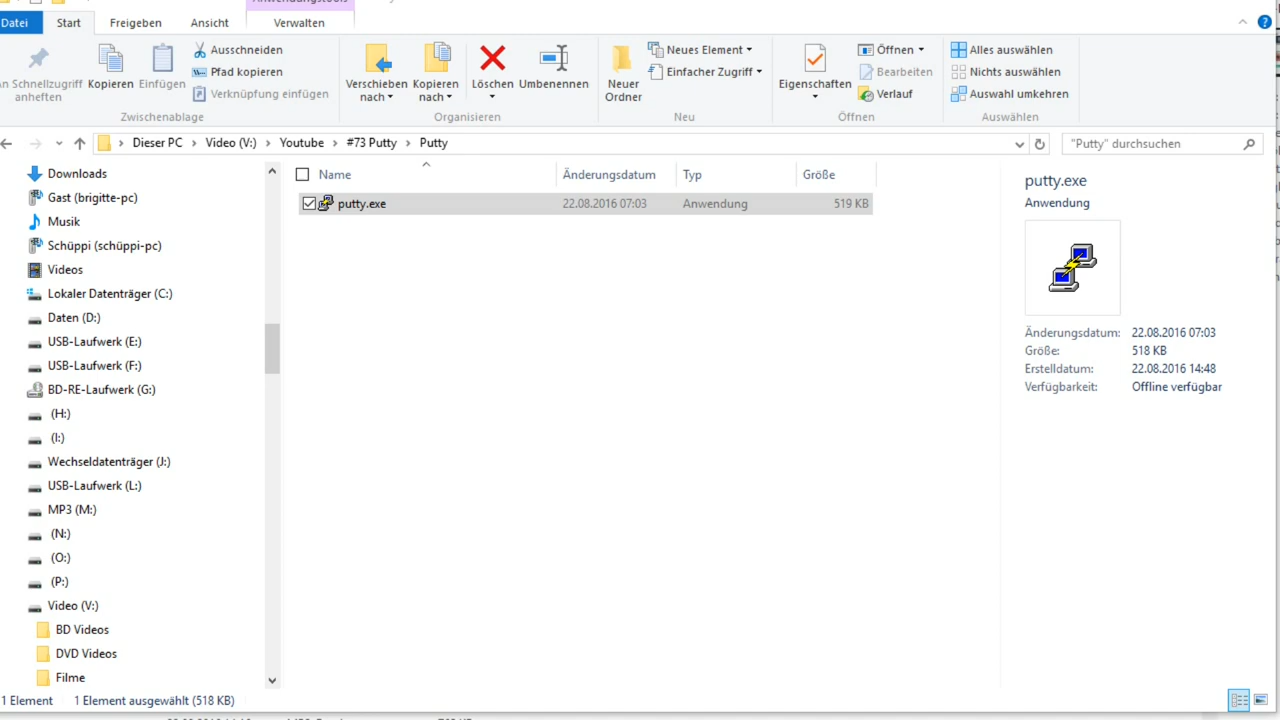 Datei Start Freigeben Ansicht Verwalten
An Schnellzugriff anheften
Kopieren
Einfügen
Ausschneiden
Pfad kopieren
Verknüpfung einfügen
Zwischenablage
Verschieben nach
Kopieren nach
Löschen
Umbenennen
Organisieren
Neuer Ordner
Neues Element
Einfacher Zugriff
Neu
Eigenschaften
Öffnen
Bearbeiten
Verlauf
Öffnen
Alles auswählen
Nichts auswählen
Auswahl umkehren
Auswählen
Dieser PC > Video (V:) > Youtube > #73 Putty > Putty
"Putty" durchsuchen
Downloads
Gast (brigitte-pc)
Musik
Schüppi (schüppi-pc)
Videos
Lokaler Datenträger (C:)
Daten (D:)
USB-Laufwerk (E:)
USB-Laufwerk (F:)
BD-RE-Laufwerk (G:)
(H:)
(I:)
Wechseldatenträger (J:)
USB-Laufwerk (L:)
MP3 (M:)
(N:)
(O:)
(P:)
Video (V:)
BD Videos
DVD Videos
Filme
Name Änderungsdatum Typ Größe
putty.exe 22.08.2016 07:03 Anwendung 519 KB
putty.exe
Anwendung
Änderungsdatum: 22.08.2016 07:03
Größe: 518 KB
Erstelldatum: 22.08.2016 14:48
Verfügbarkeit: Offline verfügbar
1 Element 1 Element ausgewählt (518 KB)